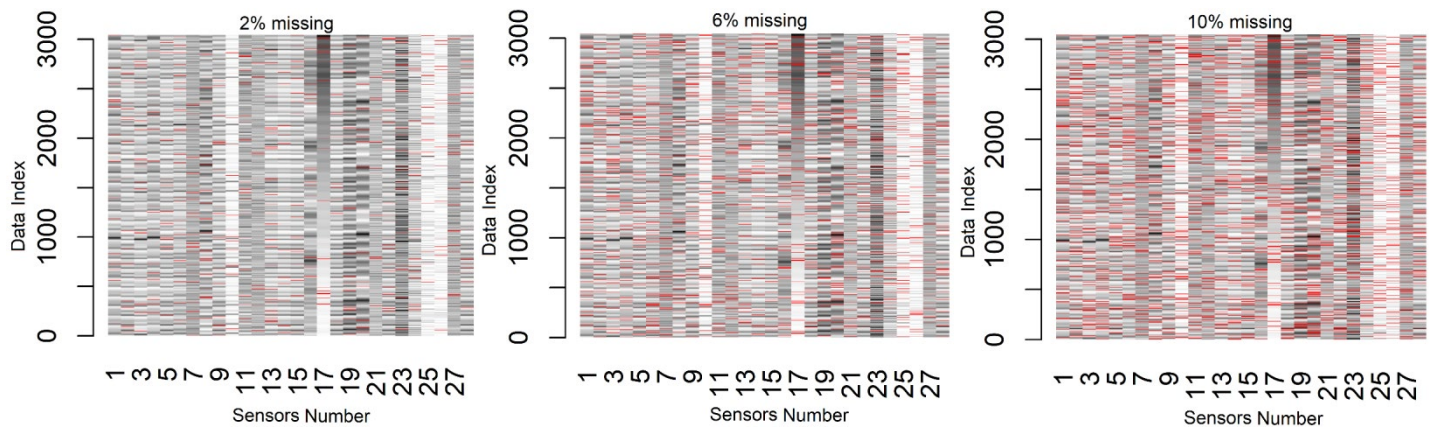 2% missing
3000
2000
1000
0
Data Index
1 3 5 7 9 11 13 15 17 19 21 23 25 27
Sensors Number
6% missing
3000
2000
1000
0
Data Index
1 3 5 7 9 11 13 15 17 19 21 23 25 27
Sensors Number
10% missing
3000
2000
1000
0
Data Index
1 3 5 7 9 11 13 15 17 19 21 23 25 27
Sensors Number